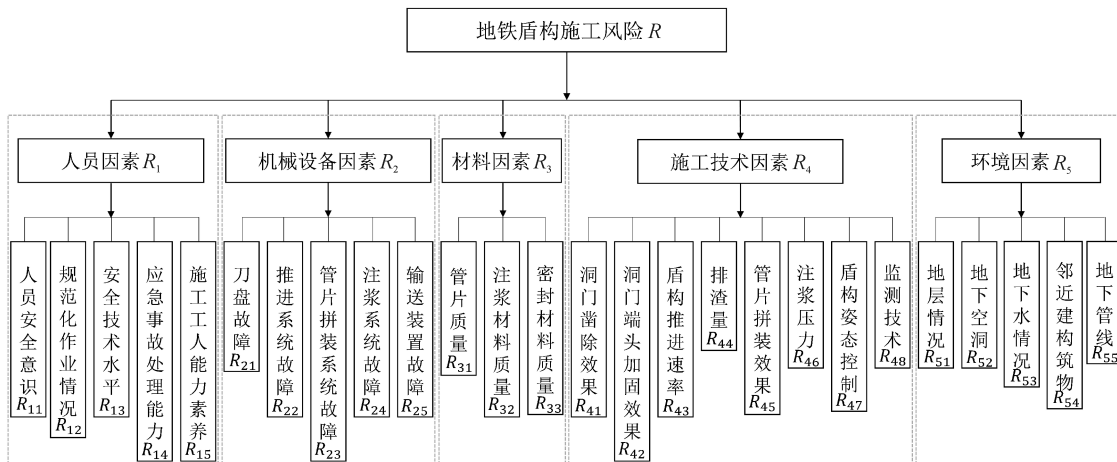 地铁盾构施工风险 R
人员因素 R₁
机械设备因素 R₂
材料因素 R₃
施工技术因素 R₄
环境因素 R₅
人员安全意识 R₁₁
规范化作业情况 R₁₂
安全技术水平 R₁₃
应急事故处理能力 R₁₄
施工工人能力素养 R₁₅
刀盘故障 R₂₁
推进系统故障 R₂₂
管片拼装系统故障 R₂₃
注浆系统故障 R₂₄
输送装置故障 R₂₅
管片质量 R₃₁
注浆材料质量 R₃₂
密封材料质量 R₃₃
洞门凿除效果 R₄₁
洞门端头加固效果 R₄₂
盾构推进速率 R₄₃
排渣量 R₄₄
管片拼装效果 R₄₅
注浆压力 R₄₆
盾构姿态控制 R₄₇
监测技术 R₄₈
地层情况 R₅₁
地下空洞 R₅₂
地下水情况 R₅₃
邻近建构筑物 R₅₄
地下管线 R₅₅